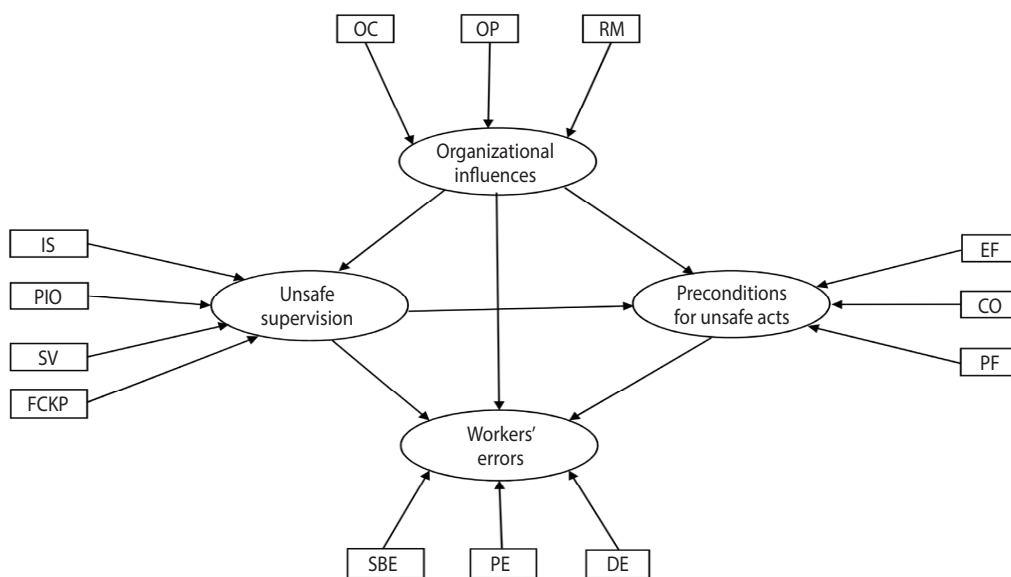 OC
OP
RM
Organizational
influences
IS
PIO
SV
FCKP
Unsafe
supervision
Preconditions
for unsafe acts
EF
CO
PF
Workers'
errors
SBE
PE
DE